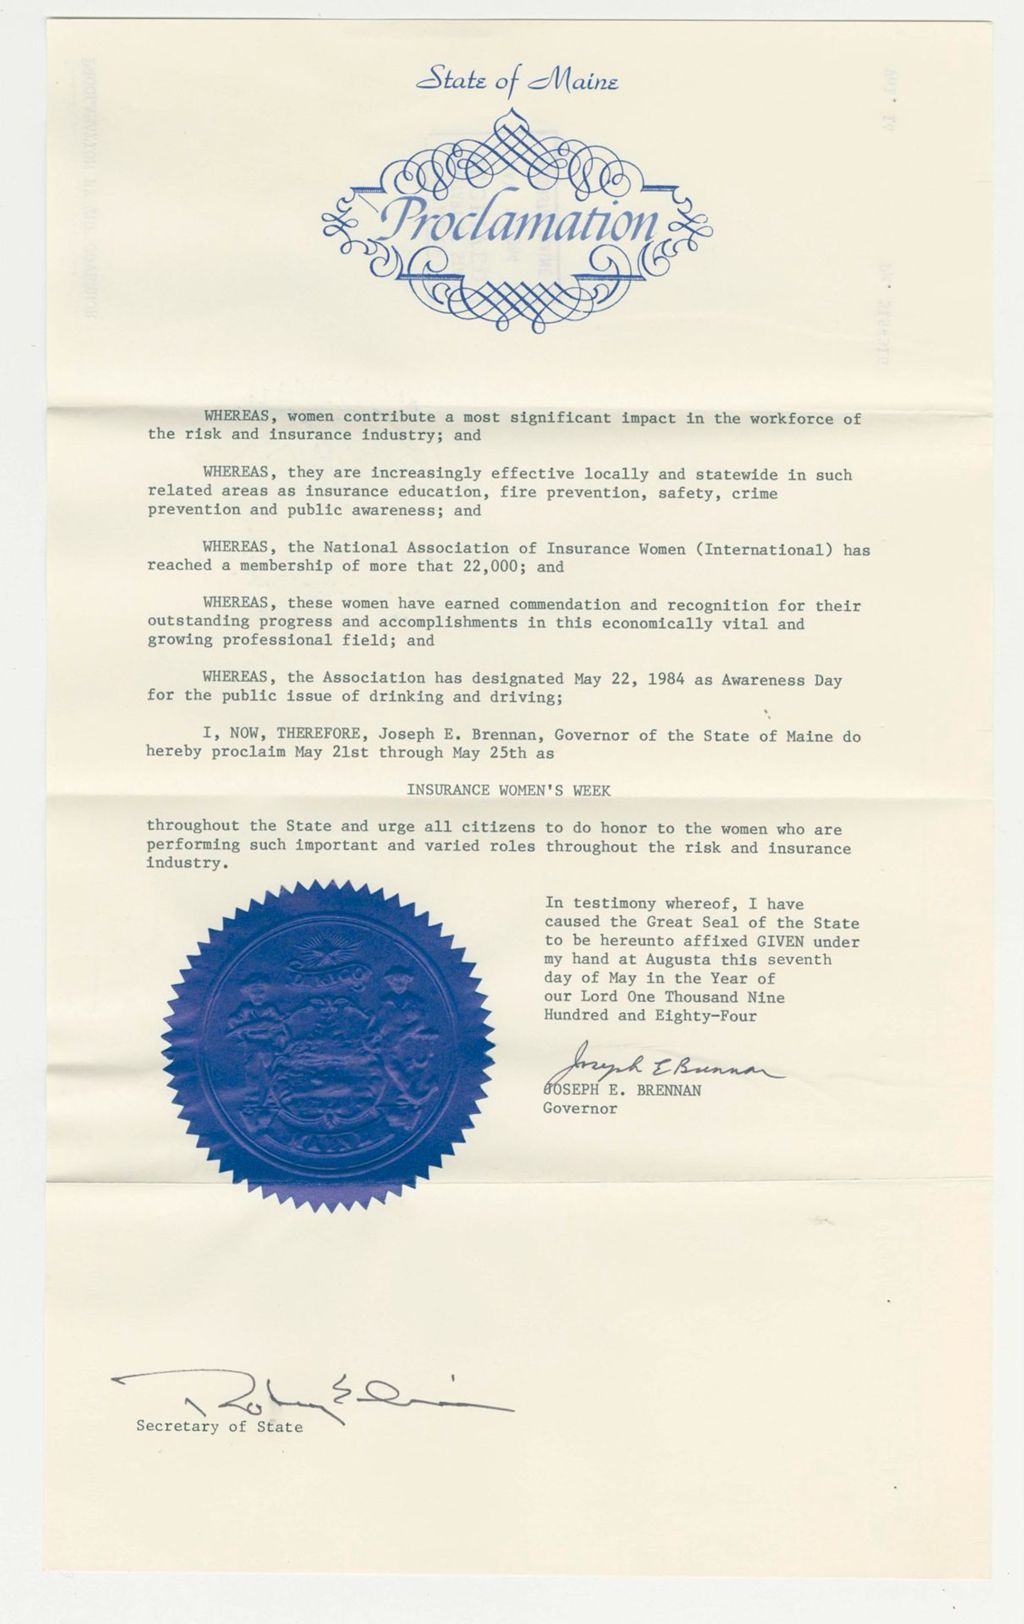 State of Maine
Proclamation
WHEREAS, women contribute a most significant impact in the workforce of
the risk and insurance industry; and
WHEREAS, they are increasingly effective locally and statewide in such
related areas as insurance education, fire prevention, safety, crime
prevention and public awareness; and
WHEREAS, the National Association of Insurance Women (International) has
reached a membership of more that 22,000; and
WHEREAS, these women have earned commendation and recognition for their
outstanding progress and accomplishments in this economically vital and
growing professional field; and
WHEREAS, the Association has designated May 22, 1984 as Awareness Day
for the public issue of drinking and driving;
I, NOW, THEREFORE, Joseph E. Brennan, Governor of the State of Maine do
hereby proclaim May 21st through May 25th as
INSURANCE WOMEN'S WEEK
throughout the State and urge all citizens to do honor to the women who are
performing such important and varied roles throughout the risk and insurance
industry.
In testimony whereof, I have
caused the Great Seal of the State
to be hereunto affixed GIVEN under
my hand at Augusta this seventh
day of May in the Year of
our Lord One Thousand Nine
Hundred and Eighty-Four
Joseph E Brennan
JOSEPH E. BRENNAN
Governor
Secretary of State